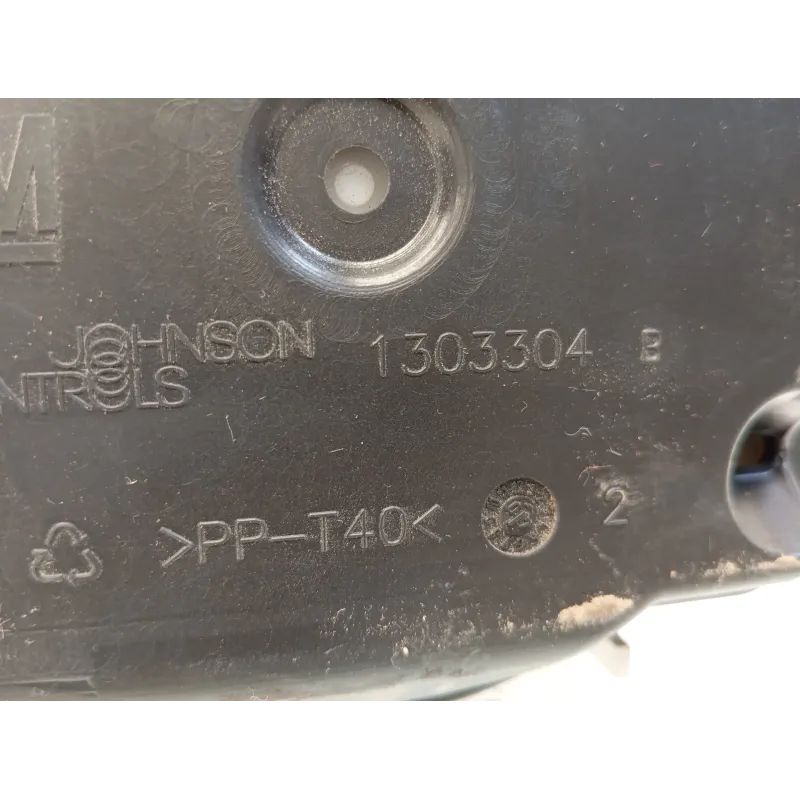 M
JOHNSON 1303304 B
NTROLS
>PP-T40< 2